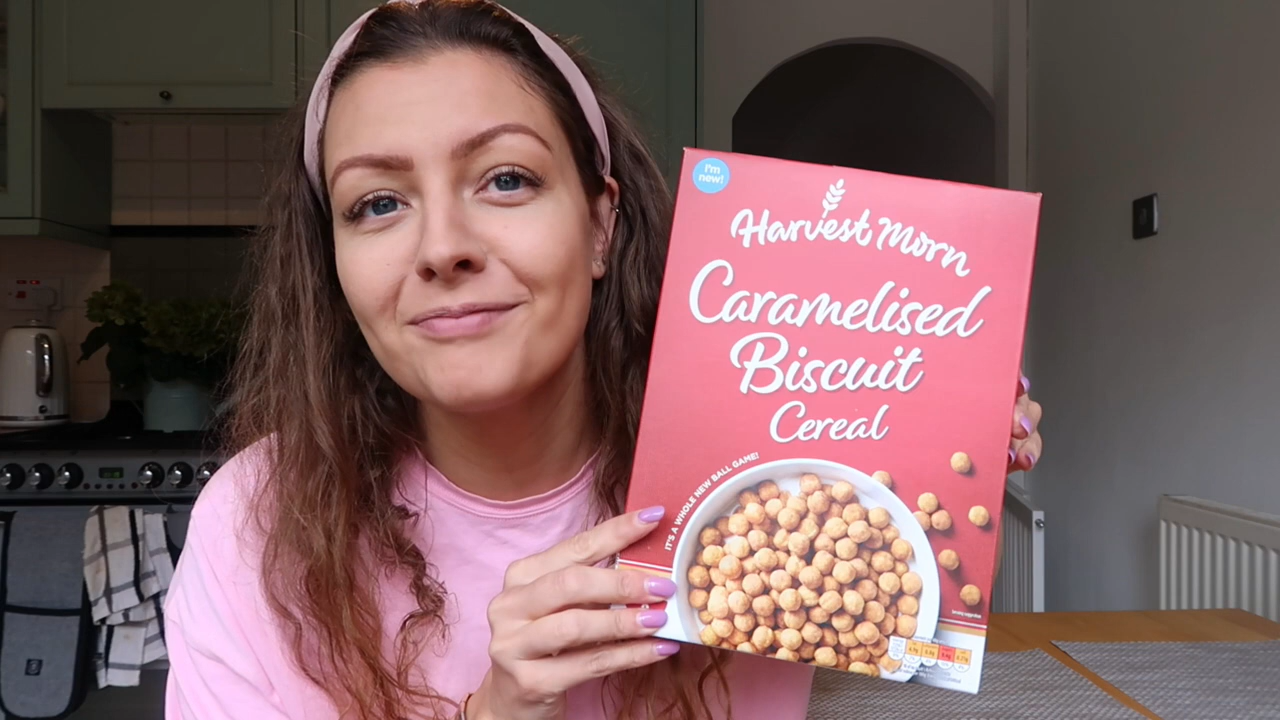 I'm
new!
Harvest Morn
Caramelised
Biscuit
Cereal
IT'S A WHOLE NEW BALL GAME!